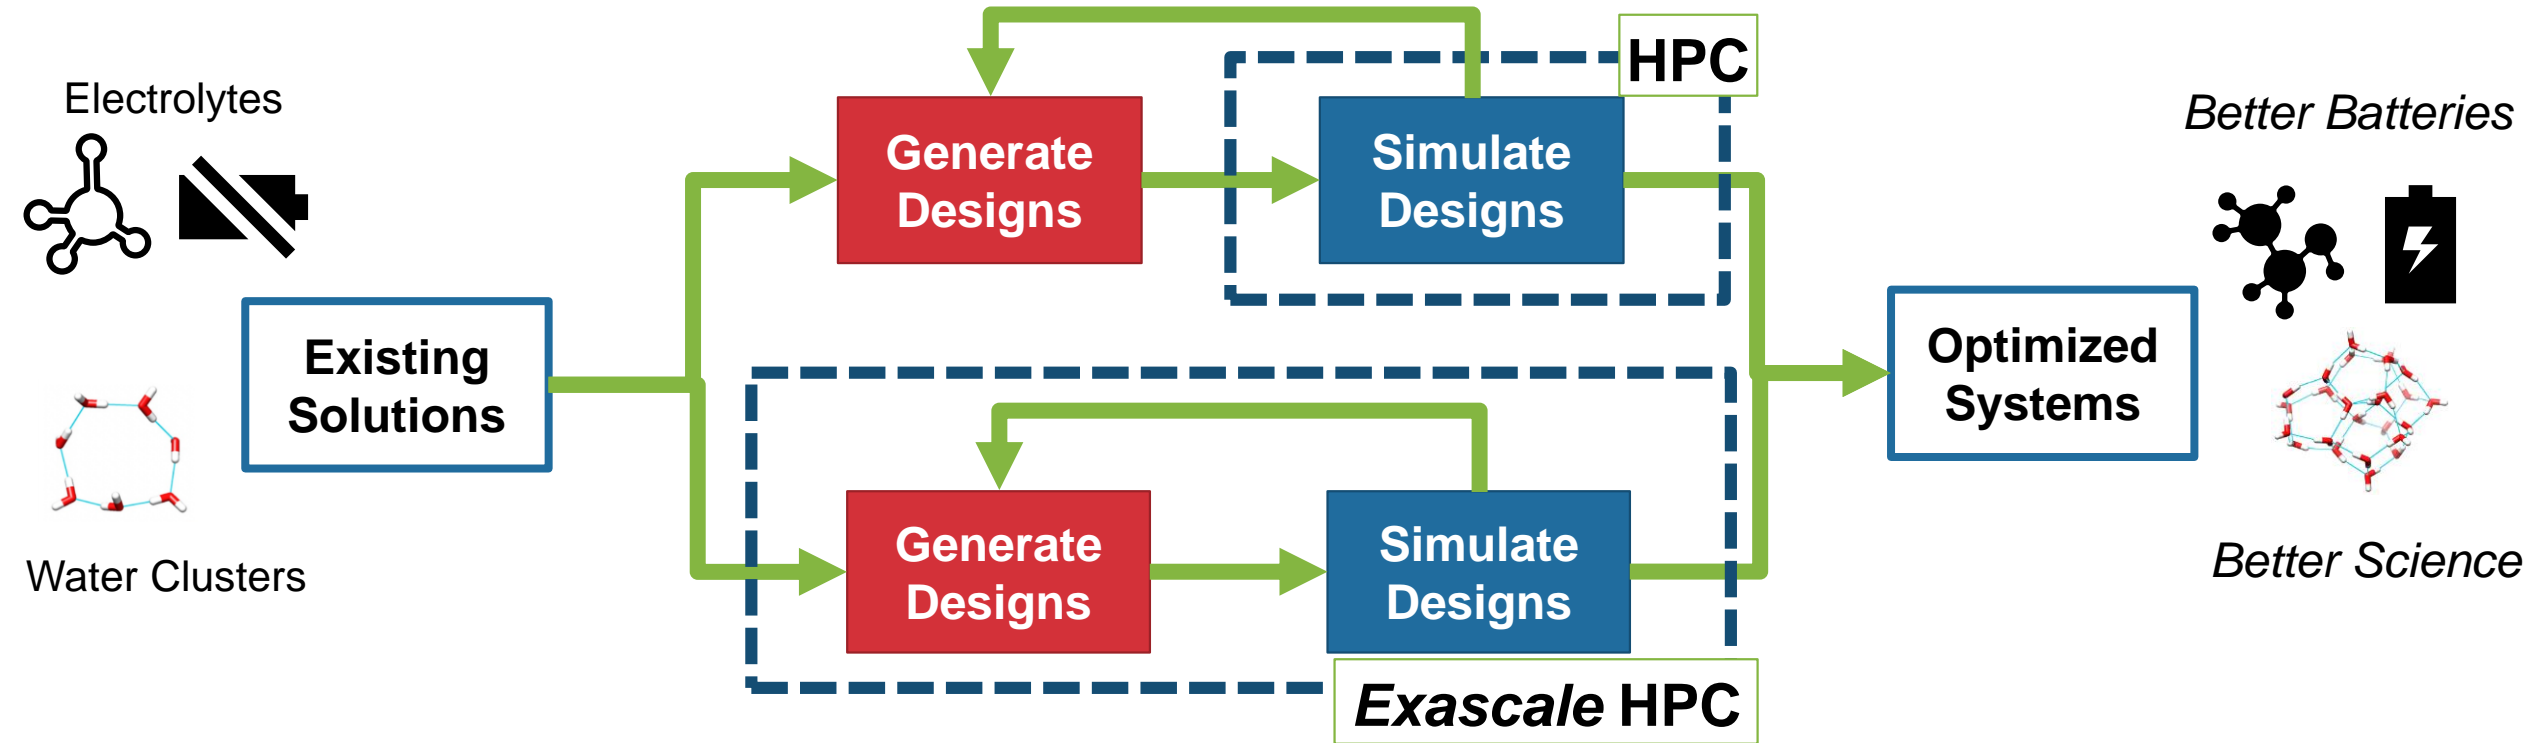 Electrolytes
Water Clusters
Existing
Solutions
Generate
Designs
Simulate
Designs
HPC
Generate
Designs
Simulate
Designs
Exascale HPC
Optimized
Systems
Better Batteries
Better Science